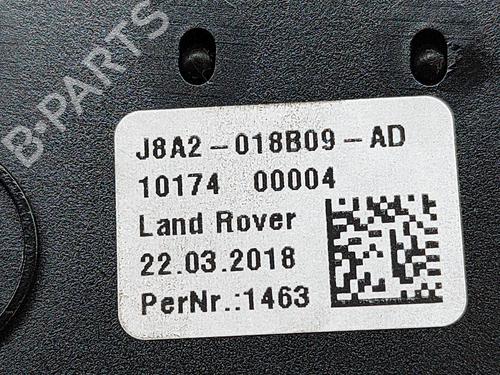 B-PARTS
J8A2-018B09-AD
10174 00004
Land Rover
22.03.2018
PerNr.:1463